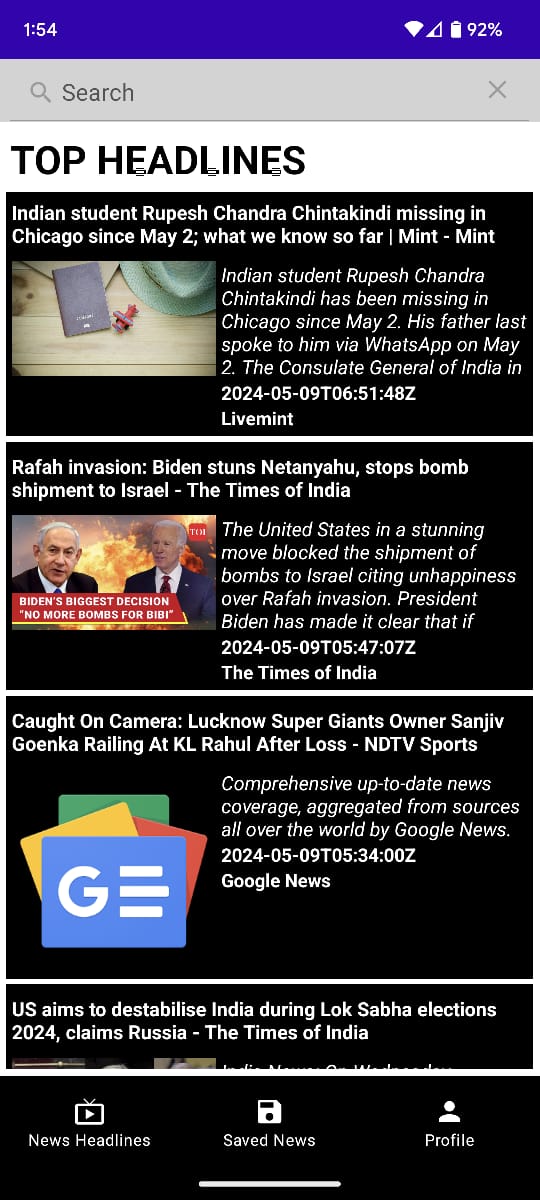 1:54
92%
Search
TOP HEADLINES
Indian student Rupesh Chandra Chintakindi missing in
Chicago since May 2; what we know so far | Mint - Mint
Indian student Rupesh Chandra
Chintakindi has been missing in
Chicago since May 2. His father last
spoke to him via WhatsApp on May
2. The Consulate General of India in
2024-05-09T06:51:48Z
Livemint
Rafah invasion: Biden stuns Netanyahu, stops bomb
shipment to Israel - The Times of India
TOI
BIDEN'S BIGGEST DECISION
"NO MORE BOMBS FOR BIBI"
The United States in a stunning
move blocked the shipment of
bombs to Israel citing unhappiness
over Rafah invasion. President
Biden has made it clear that if
2024-05-09T05:47:07Z
The Times of India
Caught On Camera: Lucknow Super Giants Owner Sanjiv
Goenka Railing At KL Rahul After Loss - NDTV Sports
G
Comprehensive up-to-date news
coverage, aggregated from sources
all over the world by Google News.
2024-05-09T05:34:00Z
Google News
US aims to destabilise India during Lok Sabha elections
2024, claims Russia - The Times of India
India News: On Wednesday
News Headlines
Saved News
Profile